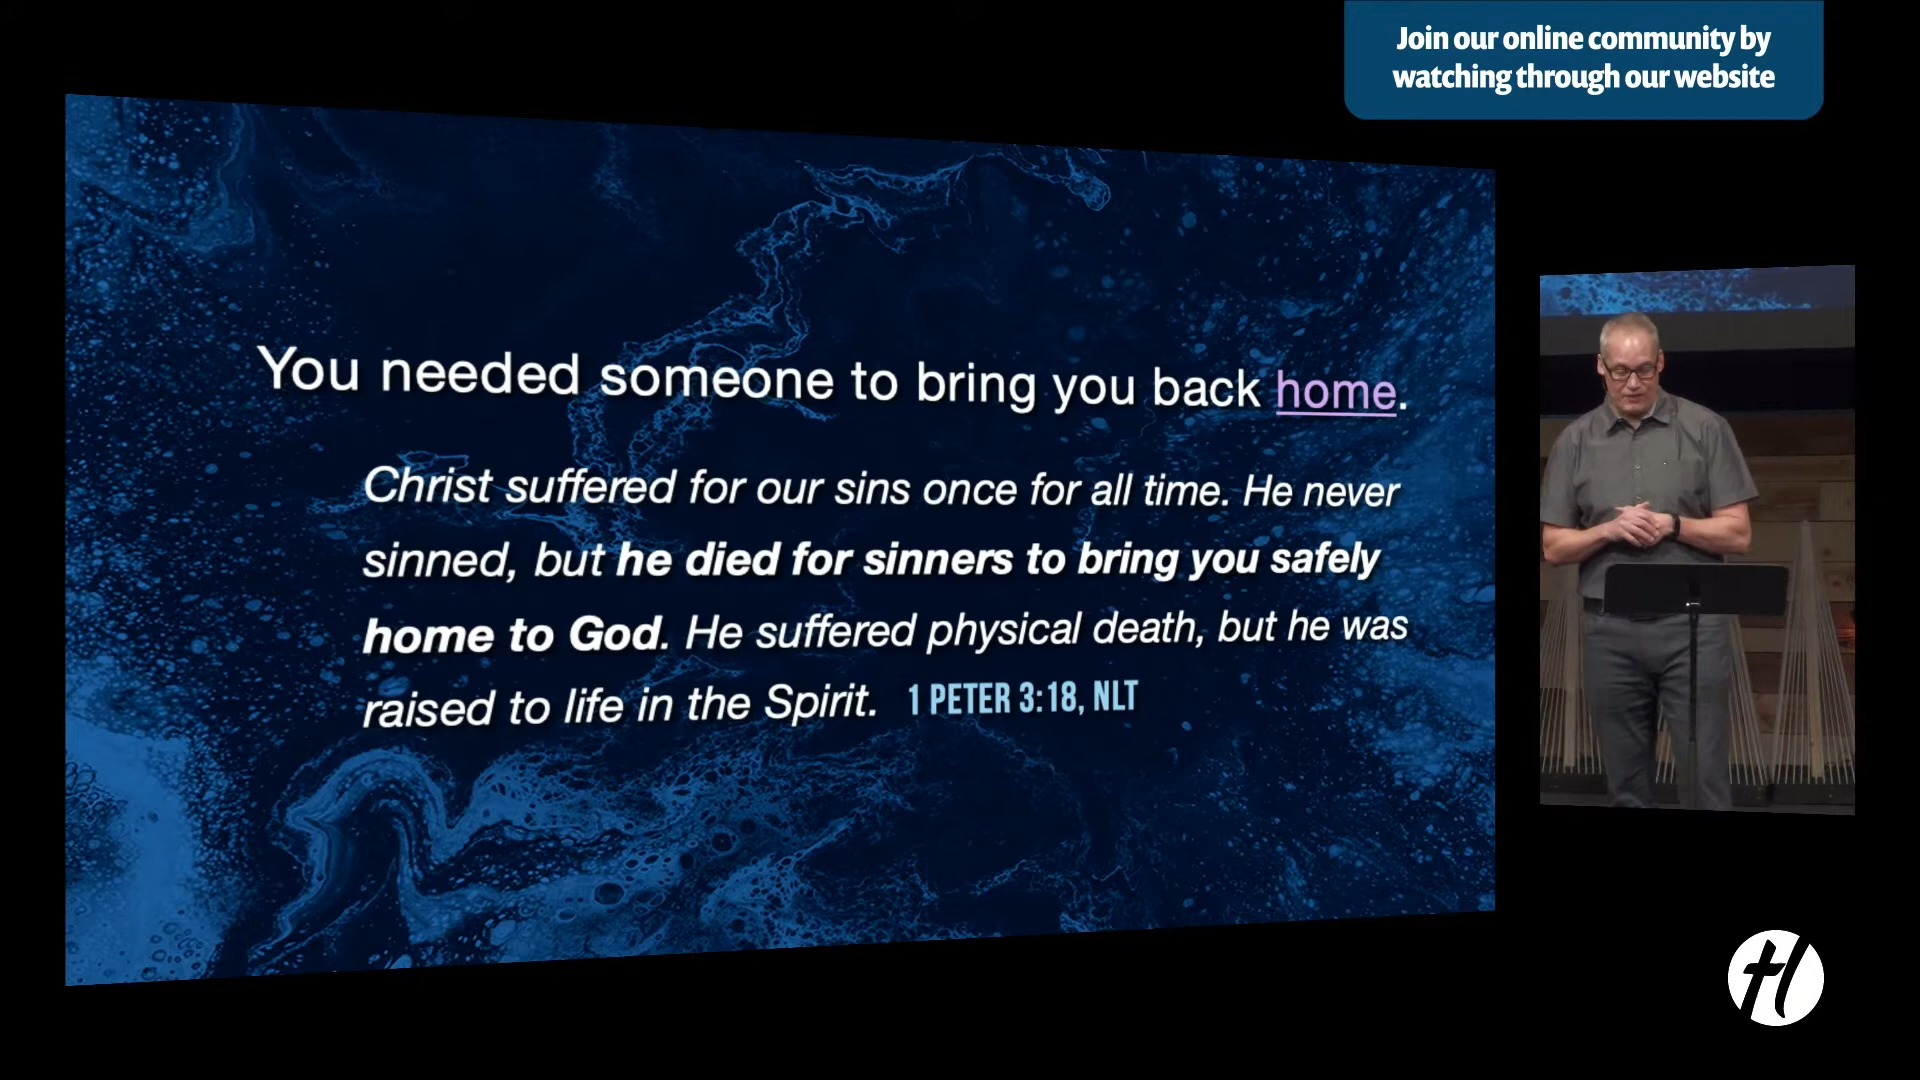 Join our online community by
watching through our website
You needed someone to bring you back home.
Christ suffered for our sins once for all time. He never
sinned, but he died for sinners to bring you safely
home to God. He suffered physical death, but he was
raised to life in the Spirit. 1 PETER 3:18, NLT
H